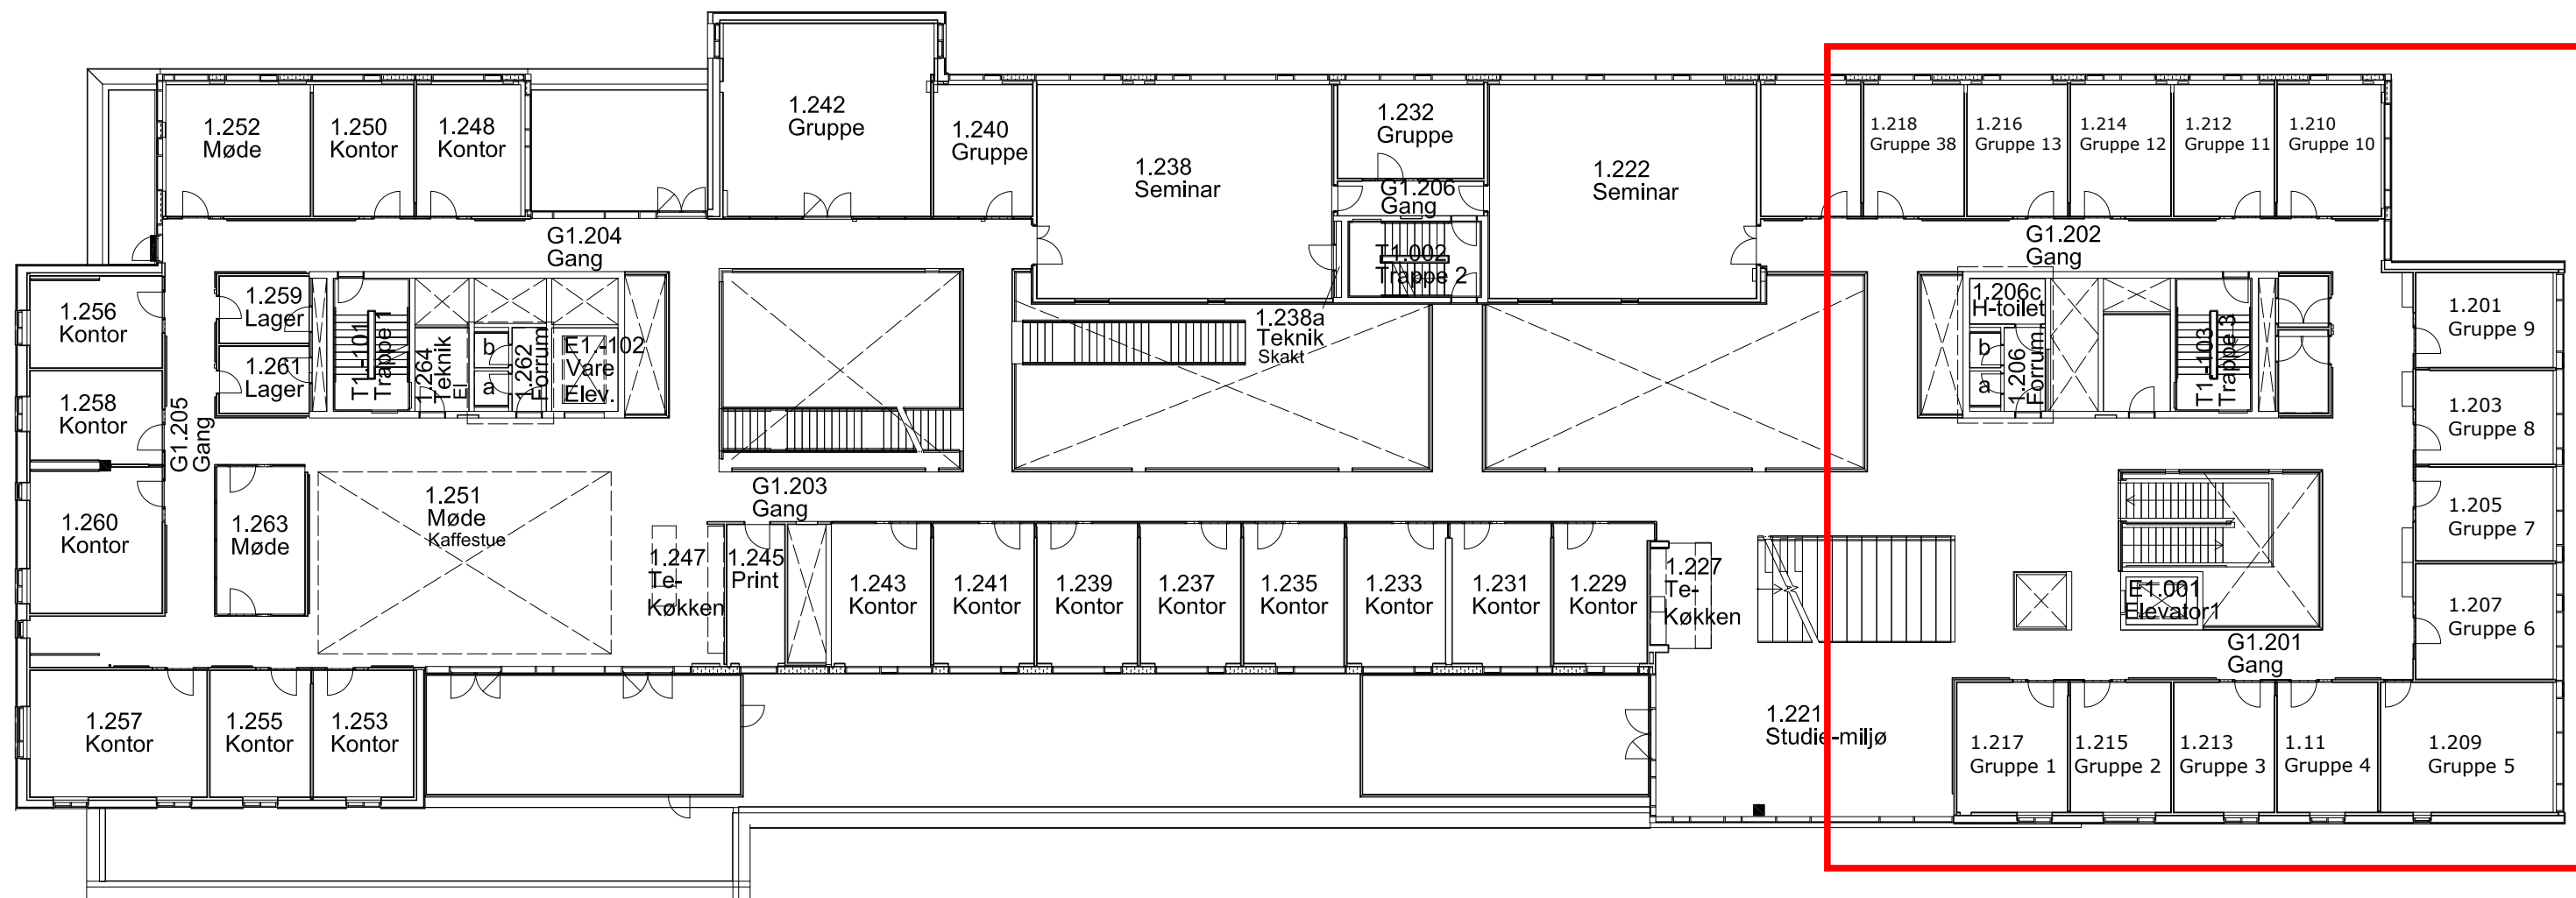 1.252
Møde
1.250
Kontor
1.248
Kontor
1.242
Gruppe
1.240
Gruppe
1.238
Seminar
1.232
Gruppe
G1.206
Gang
1.222
Seminar
1.218
Gruppe 38
1.216
Gruppe 13
1.214
Gruppe 12
1.212
Gruppe 11
1.210
Gruppe 10
G1.204
Gang
T1.002
Trappe 2
G1.202
Gang
1.256
Kontor
1.259
Lager
1.261
Lager
T1.-101
Trappe 1
1.264
Teknik
El
b
a
1.262
Forrum
E1.-102
Vare
Elev.
1.238a
Teknik
Skakt
1.206c
H-toilet
b
a
1.206
Forrum
T1.-103
Trappe 3
1.201
Gruppe 9
1.258
Kontor
G1.205
Gang
1.203
Gruppe 8
1.260
Kontor
1.263
Møde
1.251
Møde
Kaffestue
G1.203
Gang
1.205
Gruppe 7
1.247
Te-
Køkken
1.245
Print
1.243
Kontor
1.241
Kontor
1.239
Kontor
1.237
Kontor
1.235
Kontor
1.233
Kontor
1.231
Kontor
1.229
Kontor
1.227
Te-
Køkken
E1.001
Elevator1
1.207
Gruppe 6
G1.201
Gang
1.257
Kontor
1.255
Kontor
1.253
Kontor
1.221
Studie-miljø
1.217
Gruppe 1
1.215
Gruppe 2
1.213
Gruppe 3
1.11
Gruppe 4
1.209
Gruppe 5